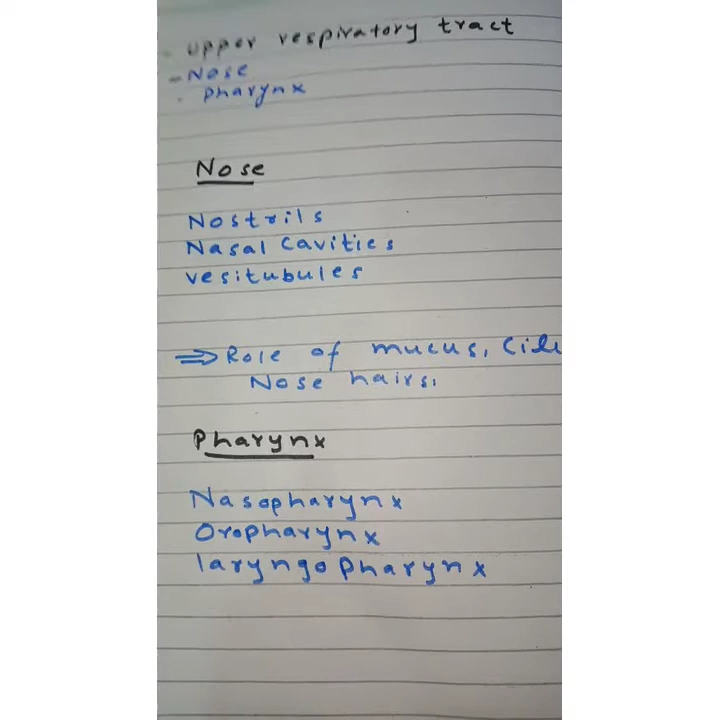 - Upper respiratory tract
- Nose
- Pharynx
Nose
Nostrils
Nasal Cavities
vesitubules
⇒ Role of mucus,
Nose hairs,
Pharynx
Nasopharynx
Oropharynx
laryngopharynx